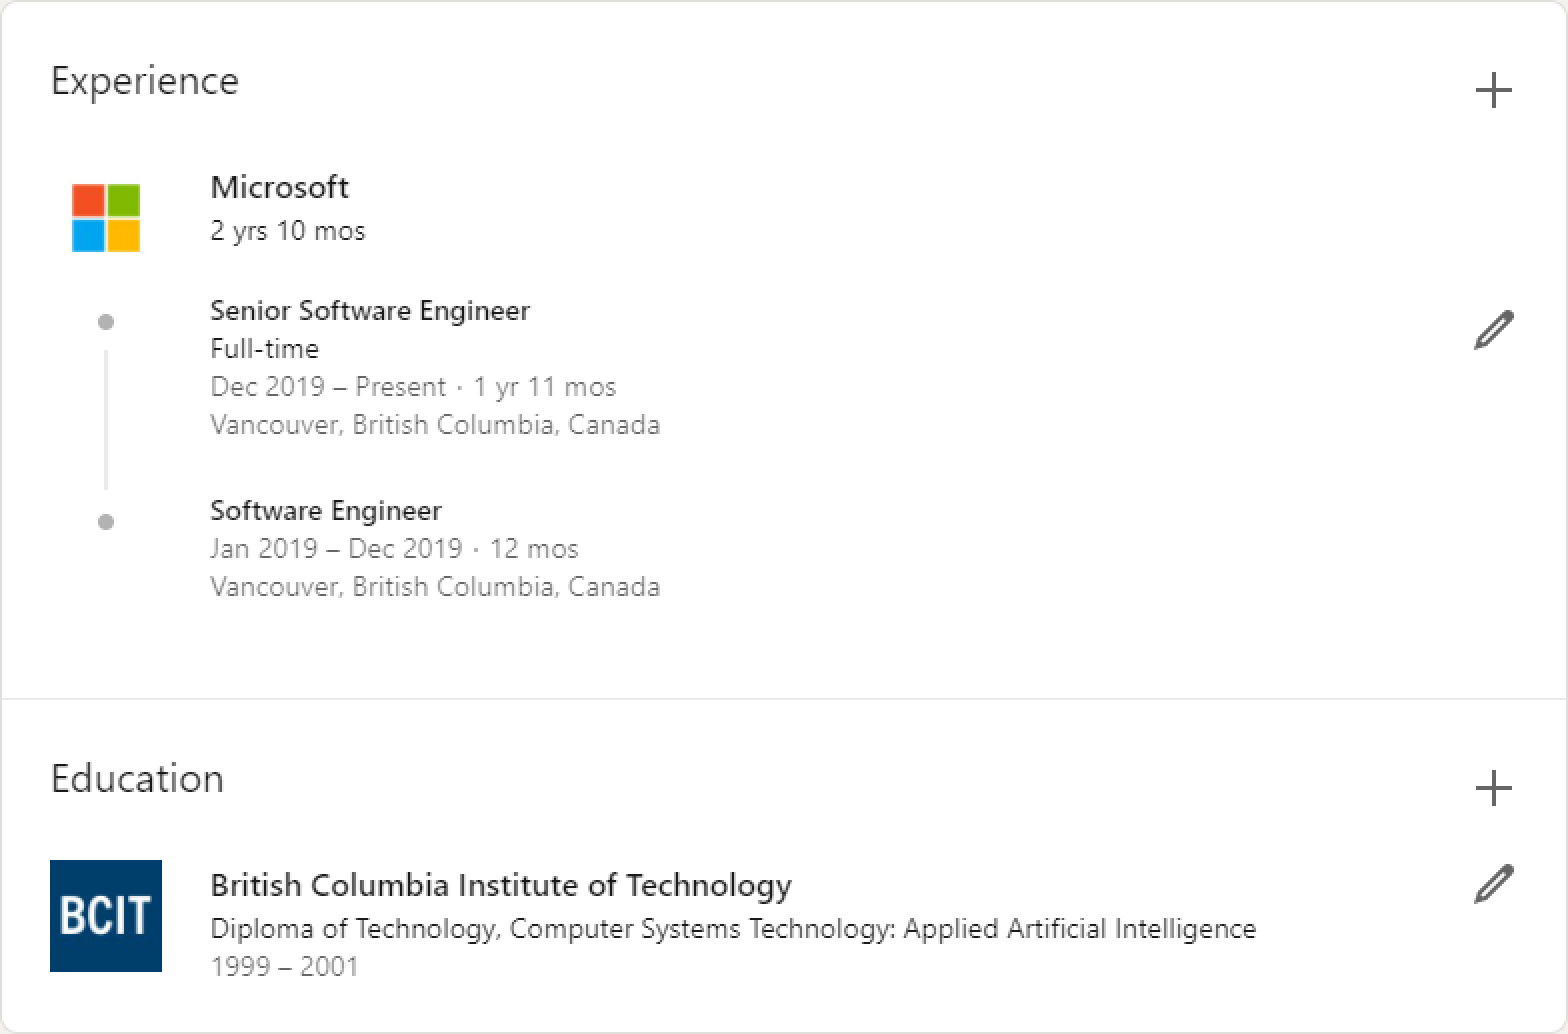 Experience
Microsoft
2 yrs 10 mos
Senior Software Engineer
Full-time
Dec 2019 – Present · 1 yr 11 mos
Vancouver, British Columbia, Canada
Software Engineer
Jan 2019 – Dec 2019 · 12 mos
Vancouver, British Columbia, Canada
Education
BCIT
British Columbia Institute of Technology
Diploma of Technology, Computer Systems Technology: Applied Artificial Intelligence
1999 – 2001